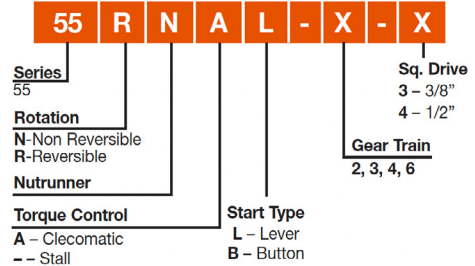 55 R N A L - X - X
Series
55
Rotation
N-Non Reversible
R-Reversible
Nutrunner
Torque Control
A – Clecomatic
-- – Stall
Start Type
L – Lever
B – Button
Gear Train
2, 3, 4, 6
Sq. Drive
3 – 3/8”
4 – 1/2”